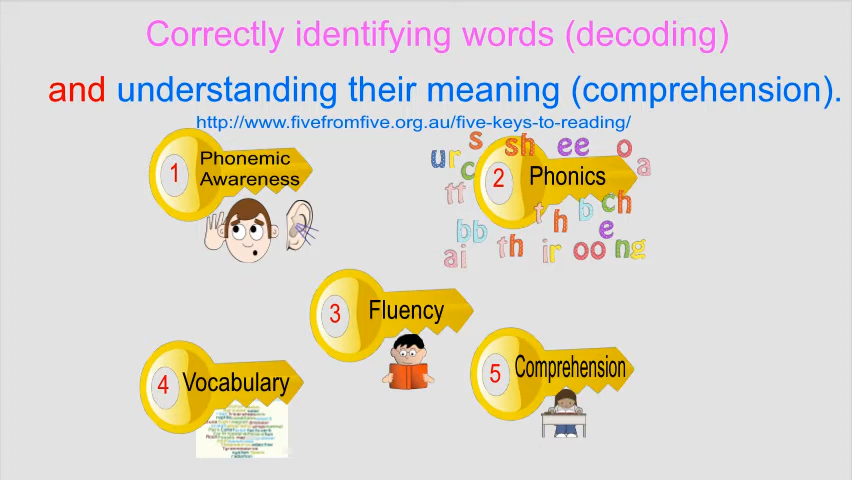 Correctly identifying words (decoding)
and understanding their meaning (comprehension).
http://www.fivefromfive.org.au/five-keys-to-reading/
1 Phonemic
Awareness
2 Phonics
s sh ee o
ur c a
tt
t h b ch
bb e
ai th ir oo ng
3 Fluency
4 Vocabulary
5 Comprehension